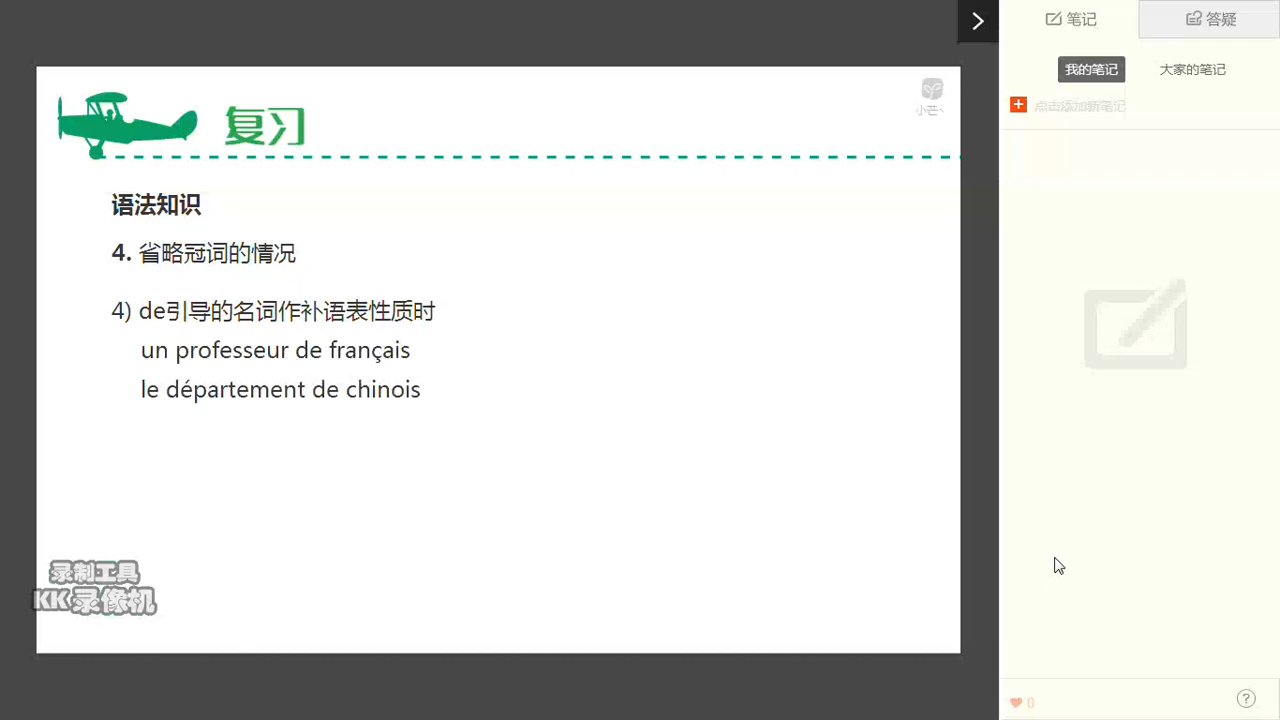 笔记
答疑
我的笔记
大家的笔记
点击添加新笔记
复习
语法知识
4. 省略冠词的情况
4) de引导的名词作补语表性质时
un professeur de français
le département de chinois
录制工具
KK录像机
0
?